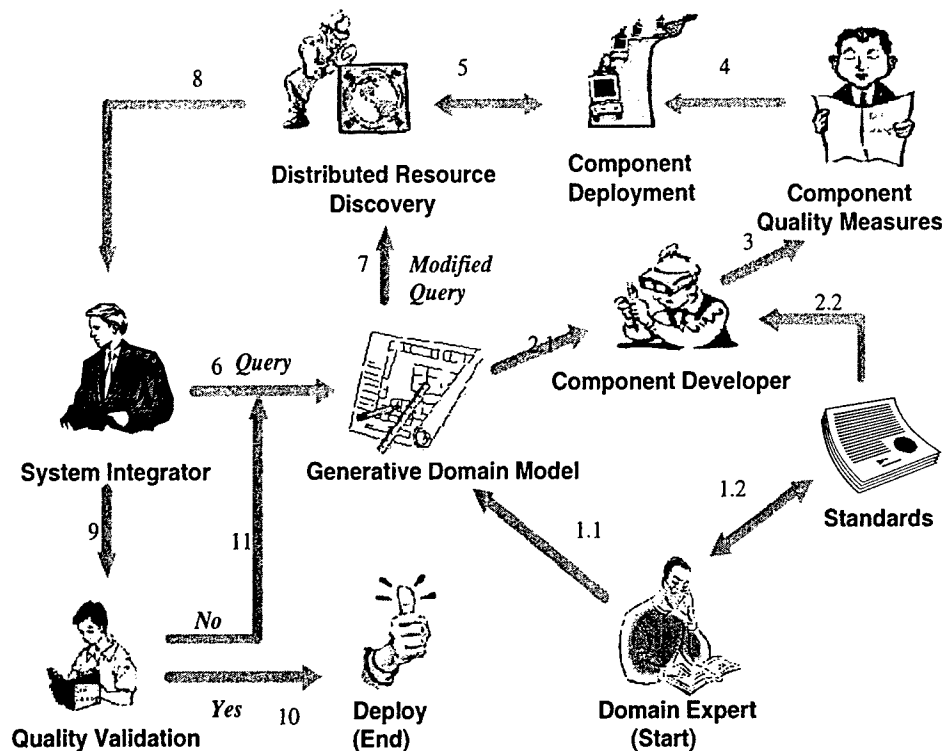 8
5
4
Distributed Resource
Discovery
Component
Deployment
Component
Quality Measures
7
Modified
Query
3
2.2
2.1
Component Developer
6 Query
System Integrator
Generative Domain Model
Standards
1.2
1.1
9
11
No
Yes
10
Quality Validation
Deploy
(End)
Domain Expert
(Start)